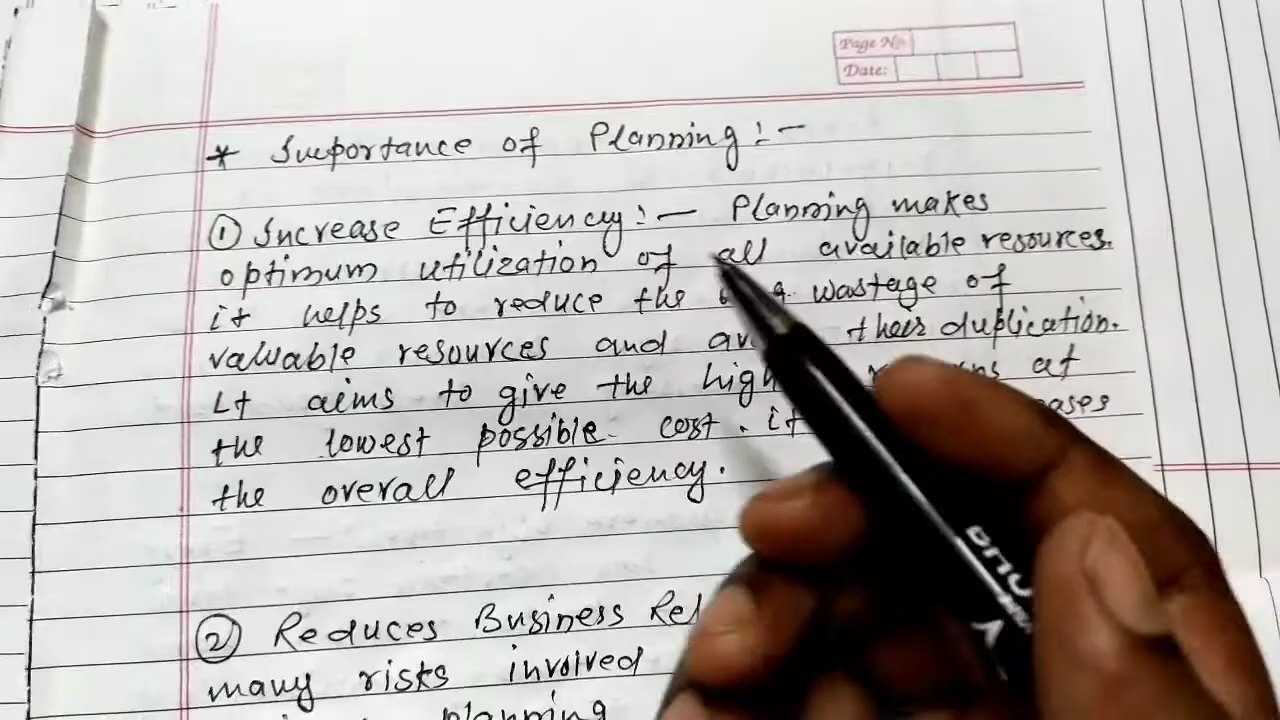 Page No:
Date:
* Importance of Planning:-
① Increase Efficiency:- Planning makes
optimum utilization of all available resources.
it helps to reduce the wastage of
valuable resources and their duplication.
It aims to give the at
the lowest possible cost. it
the overall efficiency.
② Reduces Business
many risks involved
planning